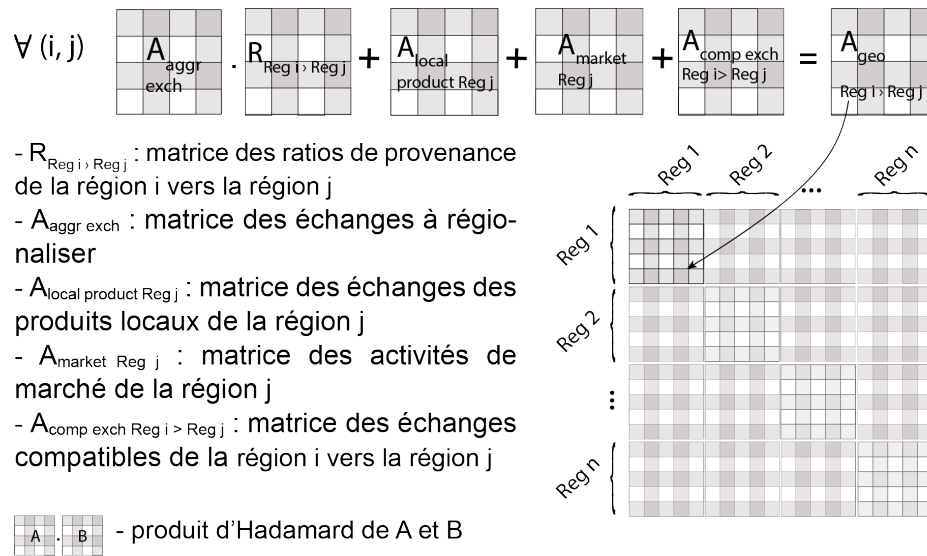 ∀ (i, j) A aggr exch . R Reg i › Reg j + A local product Reg j + A market Reg j + A comp exch Reg i> Reg j = A geo Reg i › Reg j
- R Reg i › Reg j : matrice des ratios de provenance
de la région i vers la région j
- A aggr exch : matrice des échanges à régio-
naliser
- A local product Reg j : matrice des échanges des
produits locaux de la région j
- A market Reg j : matrice des activités de
marché de la région j
- A comp exch Reg i > Reg j : matrice des échanges
compatibles de la région i vers la région j
A . B - produit d'Hadamard de A et B
Reg 1 Reg 2 ... Reg n
Reg 1
Reg 2
...
Reg n